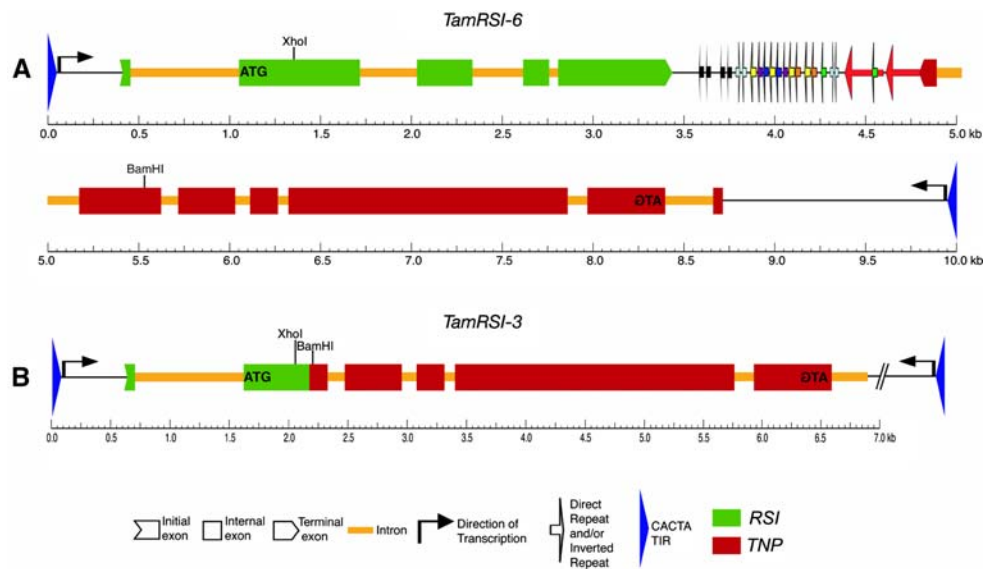 TamRSI-6
A
XhoI
ATG
0.0 0.5 1.0 1.5 2.0 2.5 3.0 3.5 4.0 4.5 5.0 kb
BamHI
ATG
5.0 5.5 6.0 6.5 7.0 7.5 8.0 8.5 9.0 9.5 10.0 kb
TamRSI-3
B
XhoI
BamHI
ATG ATG
0.0 0.5 1.0 1.5 2.0 2.5 3.0 3.5 4.0 4.5 5.0 5.5 6.0 6.5 7.0 kb
Initial
exon
Internal
exon
Terminal
exon
Intron
Direction of
Transcription
Direct
Repeat
and/or
Inverted
Repeat
CACTA
TIR
RSI
TNP